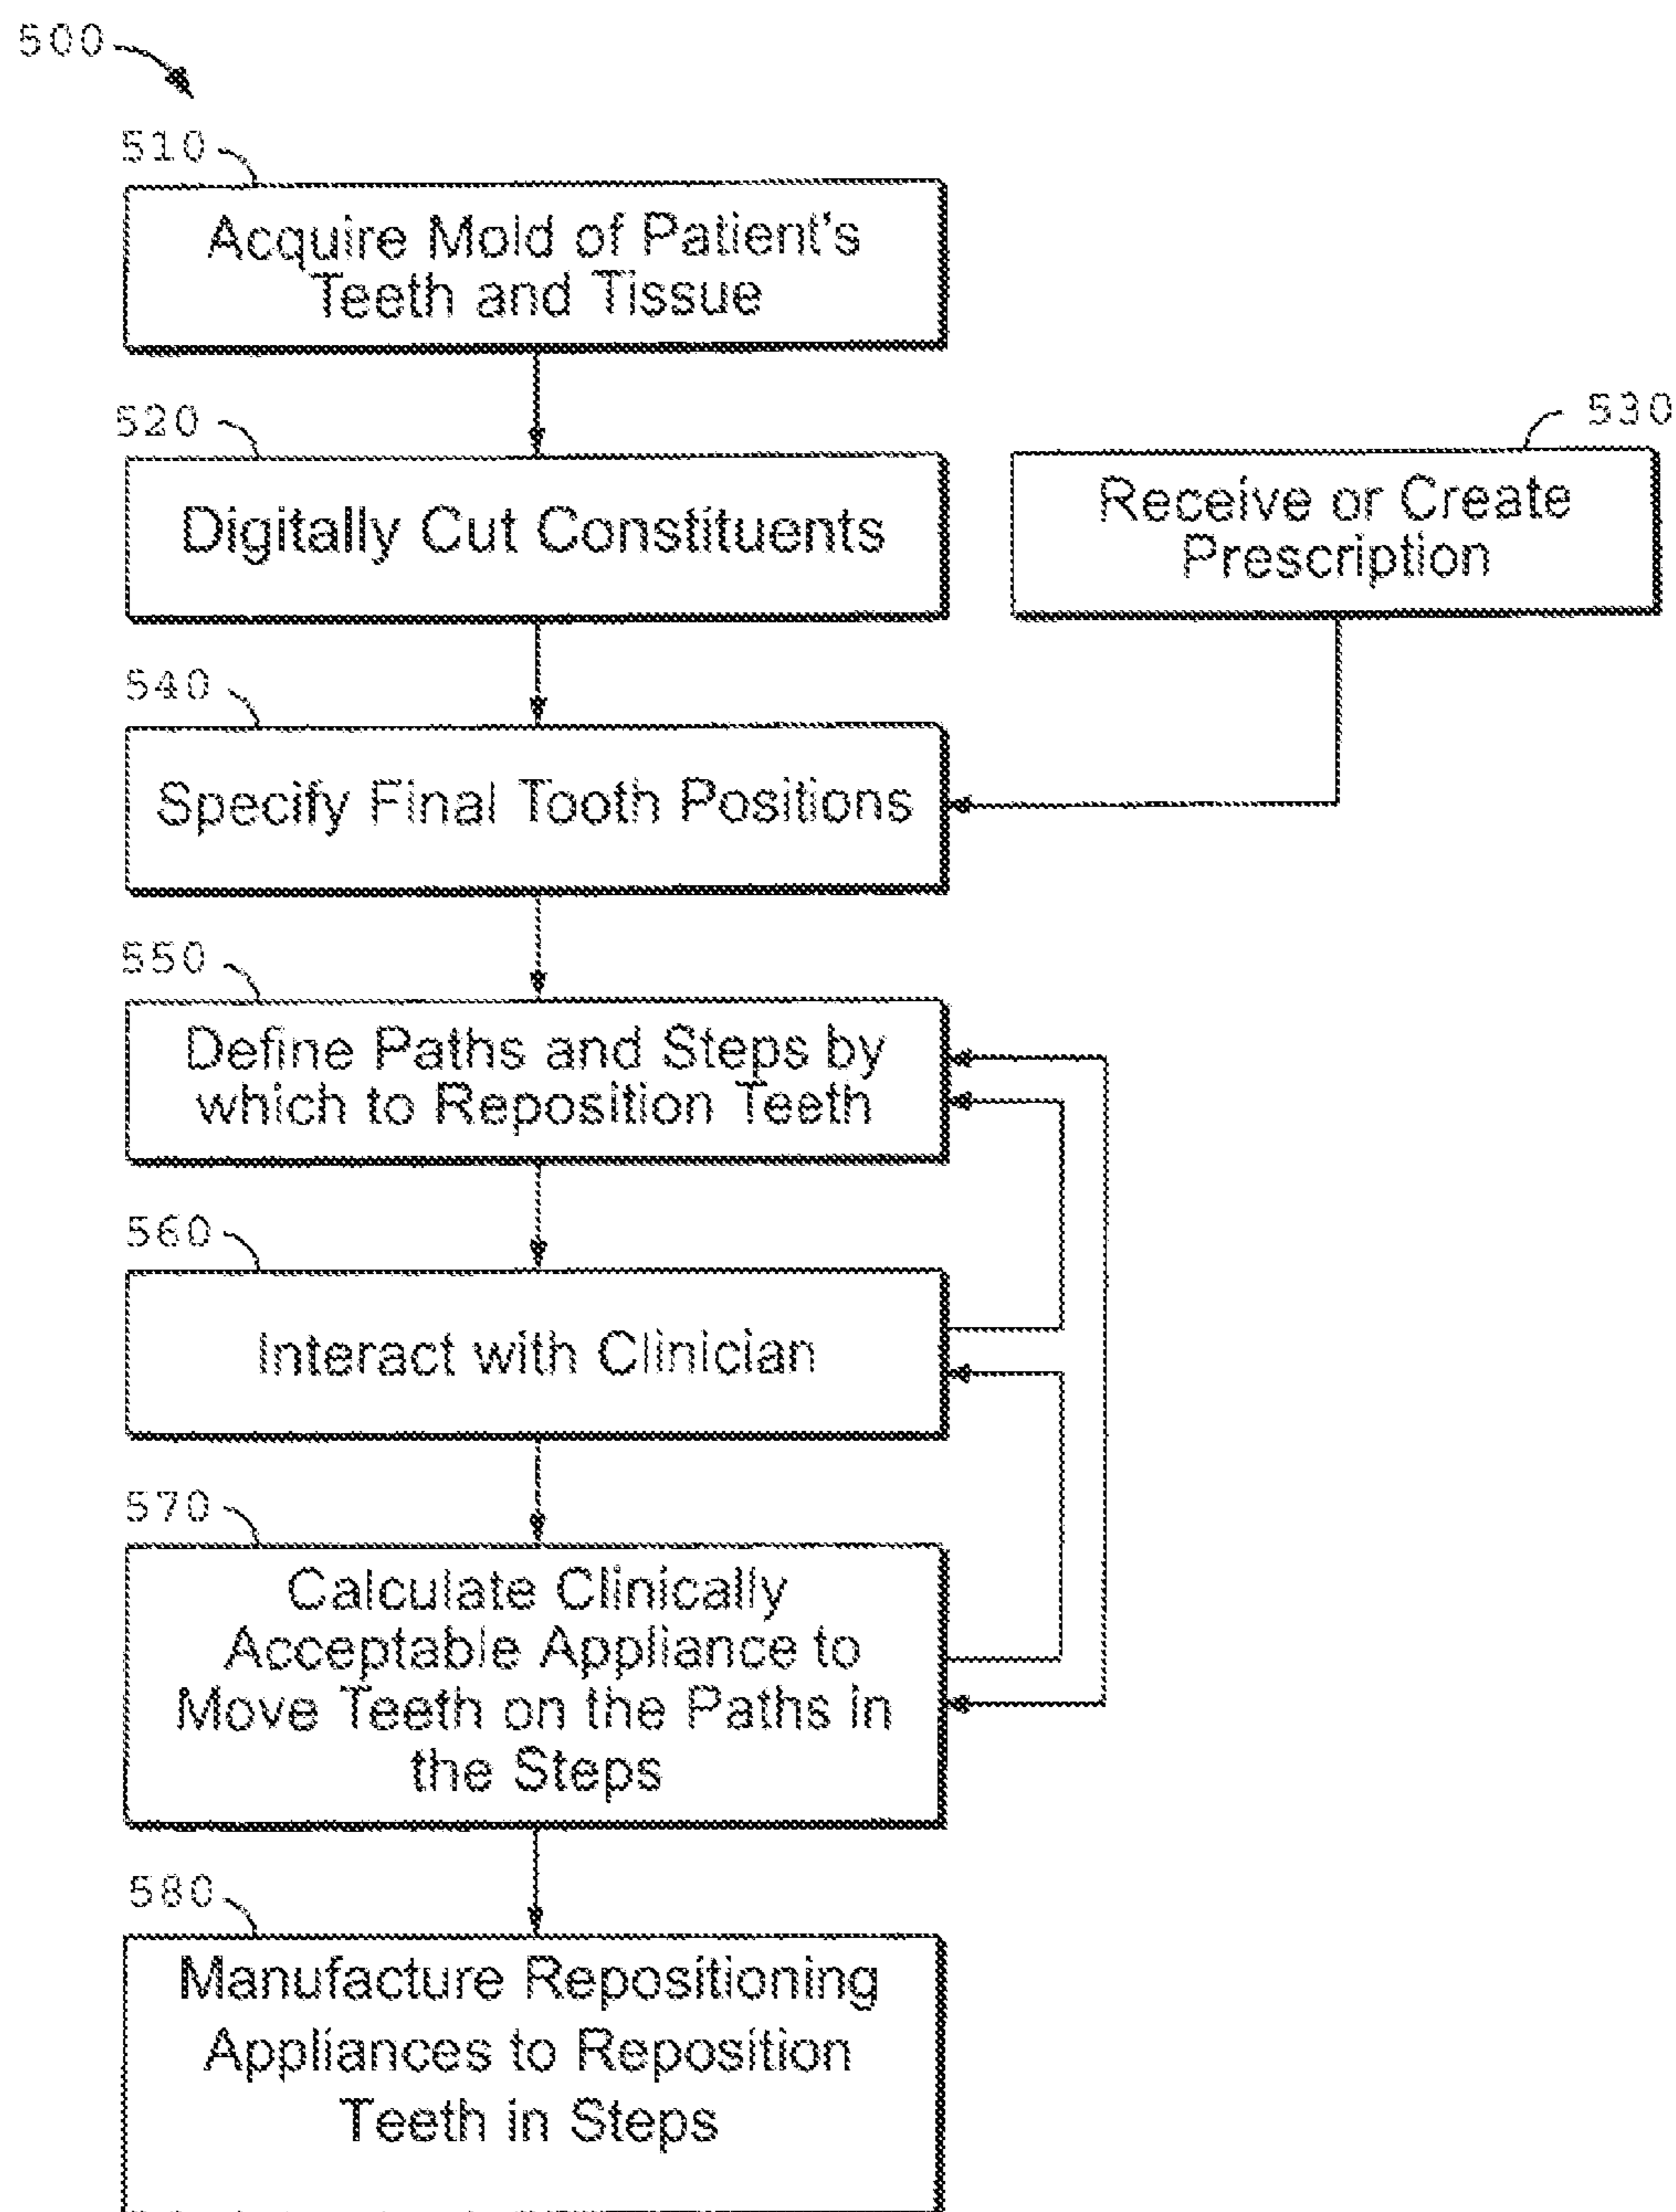 500
510
Acquire Mold of Patient's
Teeth and Tissue
520
Digitally Cut Constituents
530
Receive or Create
Prescription
540
Specify Final Tooth Positions
550
Define Paths and Steps by
which to Reposition Teeth
560
Interact with Clinician
570
Calculate Clinically
Acceptable Appliance to
Move Teeth on the Paths in
the Steps
580
Manufacture Repositioning
Appliances to Reposition
Teeth in Steps